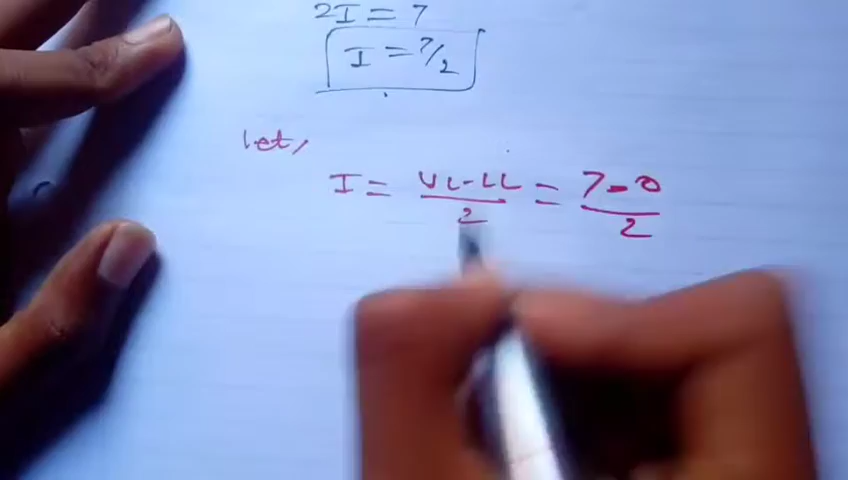 2I = 7
I = 7/2
let,
I = UL-LL/2 = 7-0/2